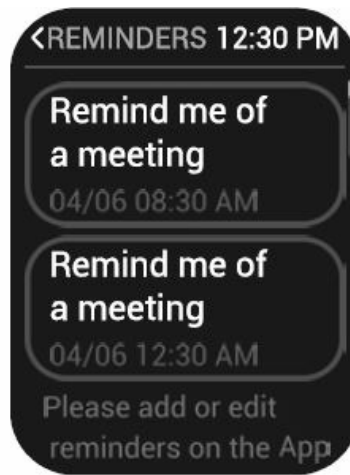 <REMINDERS 12:30 PM
Remind me of
a meeting
04/06 08:30 AM
Remind me of
a meeting
04/06 12:30 AM
Please add or edit
reminders on the App